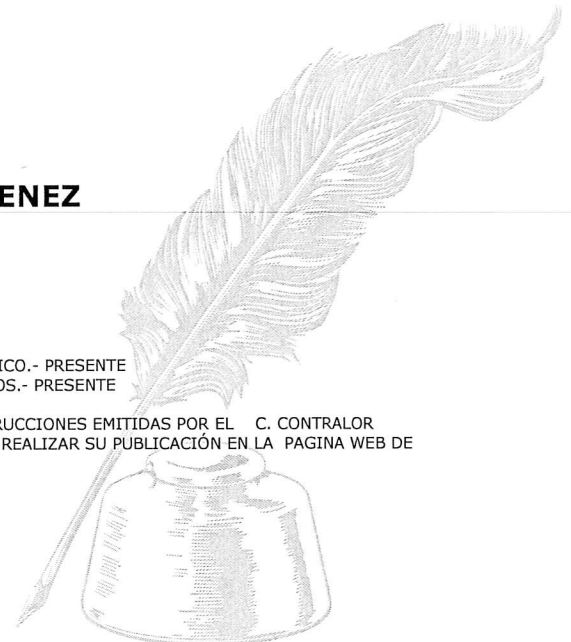 ENEZ
ICO.- PRESENTE
OS.- PRESENTE
RUCCIONES EMITIDAS POR EL C. CONTRALOR
REALIZAR SU PUBLICACIÓN EN LA PAGINA WEB DE